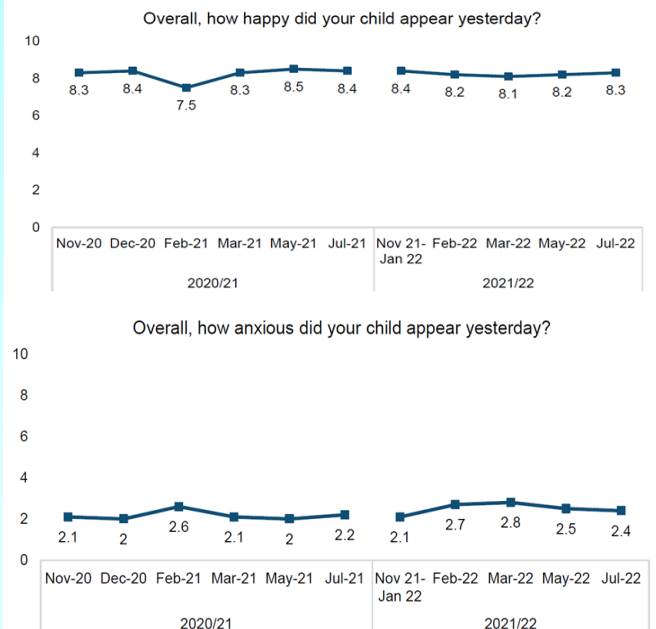 Overall, how happy did your child appear yesterday?
10
8
6
4
2
0
8.3 8.4 7.5 8.3 8.5 8.4 8.4 8.2 8.1 8.2 8.3
Nov-20 Dec-20 Feb-21 Mar-21 May-21 Jul-21 Nov 21- Feb-22 Mar-22 May-22 Jul-22
Jan 22
2020/21 2021/22
Overall, how anxious did your child appear yesterday?
10
8
6
4
2
0
2.1 2 2.6 2.1 2 2.2 2.1 2.7 2.8 2.5 2.4
Nov-20 Dec-20 Feb-21 Mar-21 May-21 Jul-21 Nov 21- Feb-22 Mar-22 May-22 Jul-22
Jan 22
2020/21 2021/22